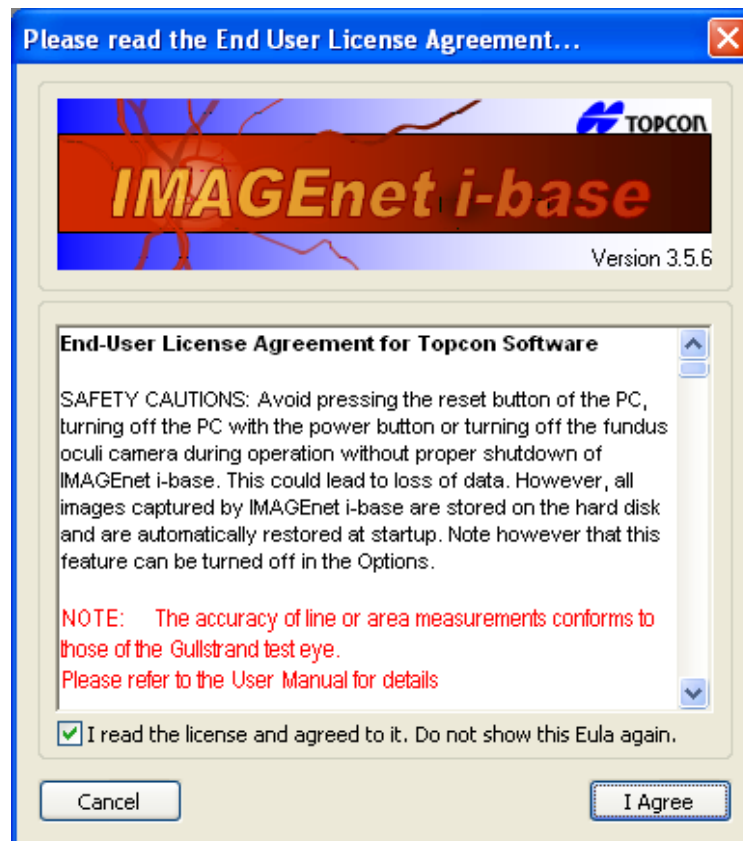 Please read the End User License Agreement...
TOPCON
IMAGEnet i-base
Version 3.5.6
End-User License Agreement for Topcon Software
SAFETY CAUTIONS: Avoid pressing the reset button of the PC,
turning off the PC with the power button or turning off the fundus
oculi camera during operation without proper shutdown of
IMAGEnet i-base. This could lead to loss of data. However, all
images captured by IMAGEnet i-base are stored on the hard disk
and are automatically restored at startup. Note however that this
feature can be turned off in the Options.
NOTE: The accuracy of line or area measurements conforms to
those of the Gullstrand test eye.
Please refer to the User Manual for details
I read the license and agreed to it. Do not show this Eula again.
Cancel
I Agree